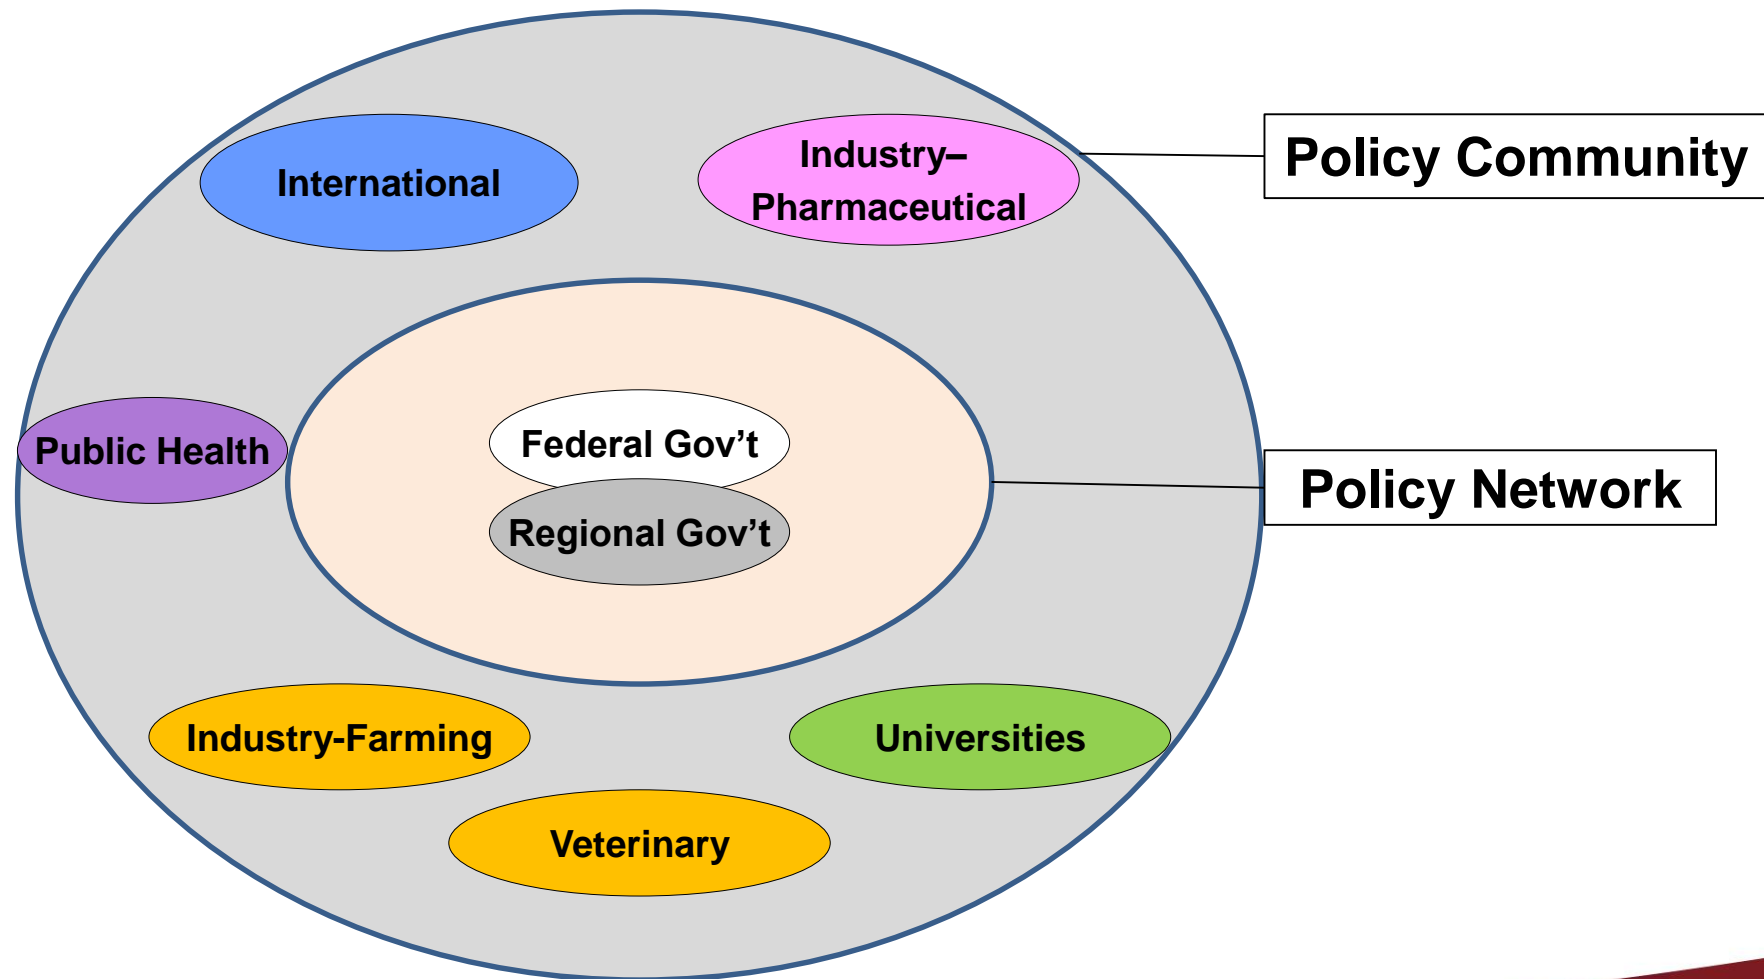 International
Industry–
Pharmaceutical
Policy Community
Public Health
Federal Gov’t
Regional Gov’t
Policy Network
Industry-Farming
Universities
Veterinary